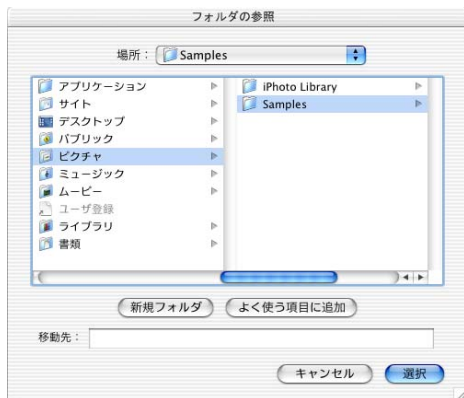 フォルダの参照
場所： Samples
アプリケーション
サイト
デスクトップ
パブリック
ピクチャ
ミュージック
ムービー
ユーザ登録
ライブラリ
書類
iPhoto Library
Samples
新規フォルダ
よく使う項目に追加
移動先：
キャンセル
選択